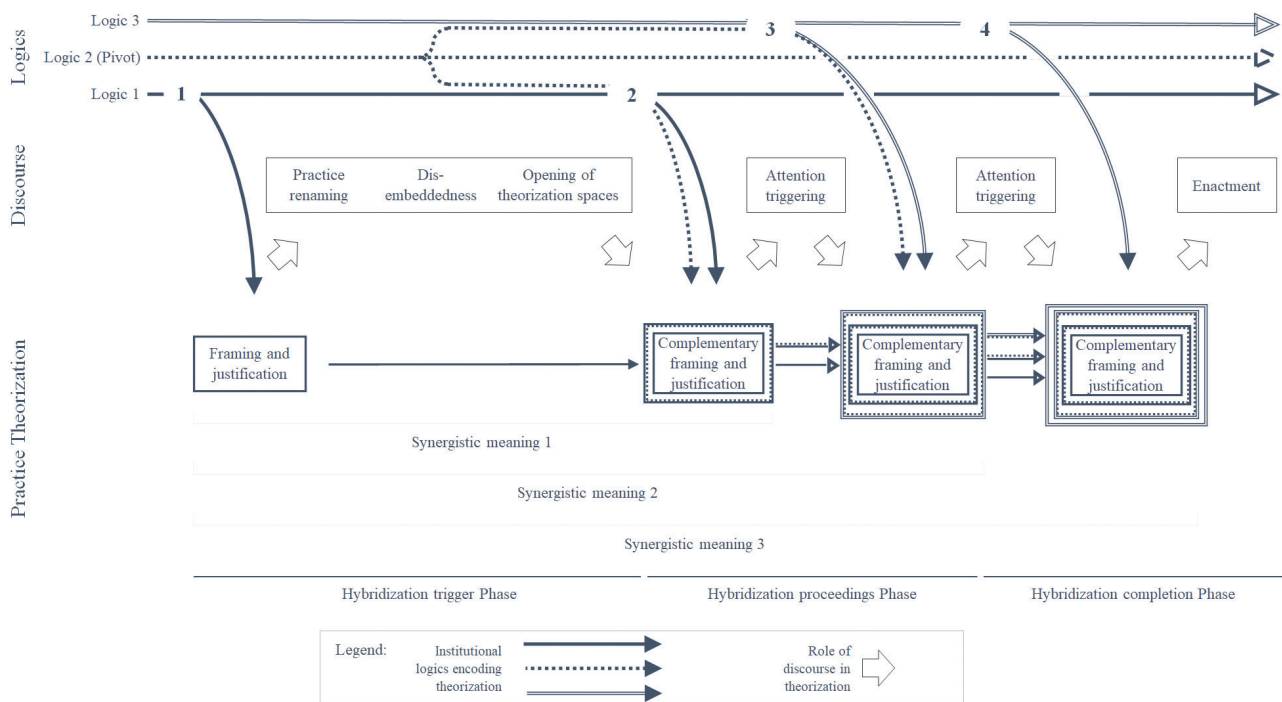 Logics
Logic 3
Logic 2 (Pivot)
Logic 1
1
2
3
4
Discourse
Practice
renaming
Dis-
embeddedness
Opening of
theorization spaces
Attention
triggering
Attention
triggering
Enactment
Practice Theorization
Framing and
justification
Complementary
framing and
justification
Complementary
framing and
justification
Complementary
framing and
justification
Synergistic meaning 1
Synergistic meaning 2
Synergistic meaning 3
Hybridization trigger Phase
Hybridization proceedings Phase
Hybridization completion Phase
Legend:
Institutional
logics encoding
theorization
Role of
discourse in
theorization